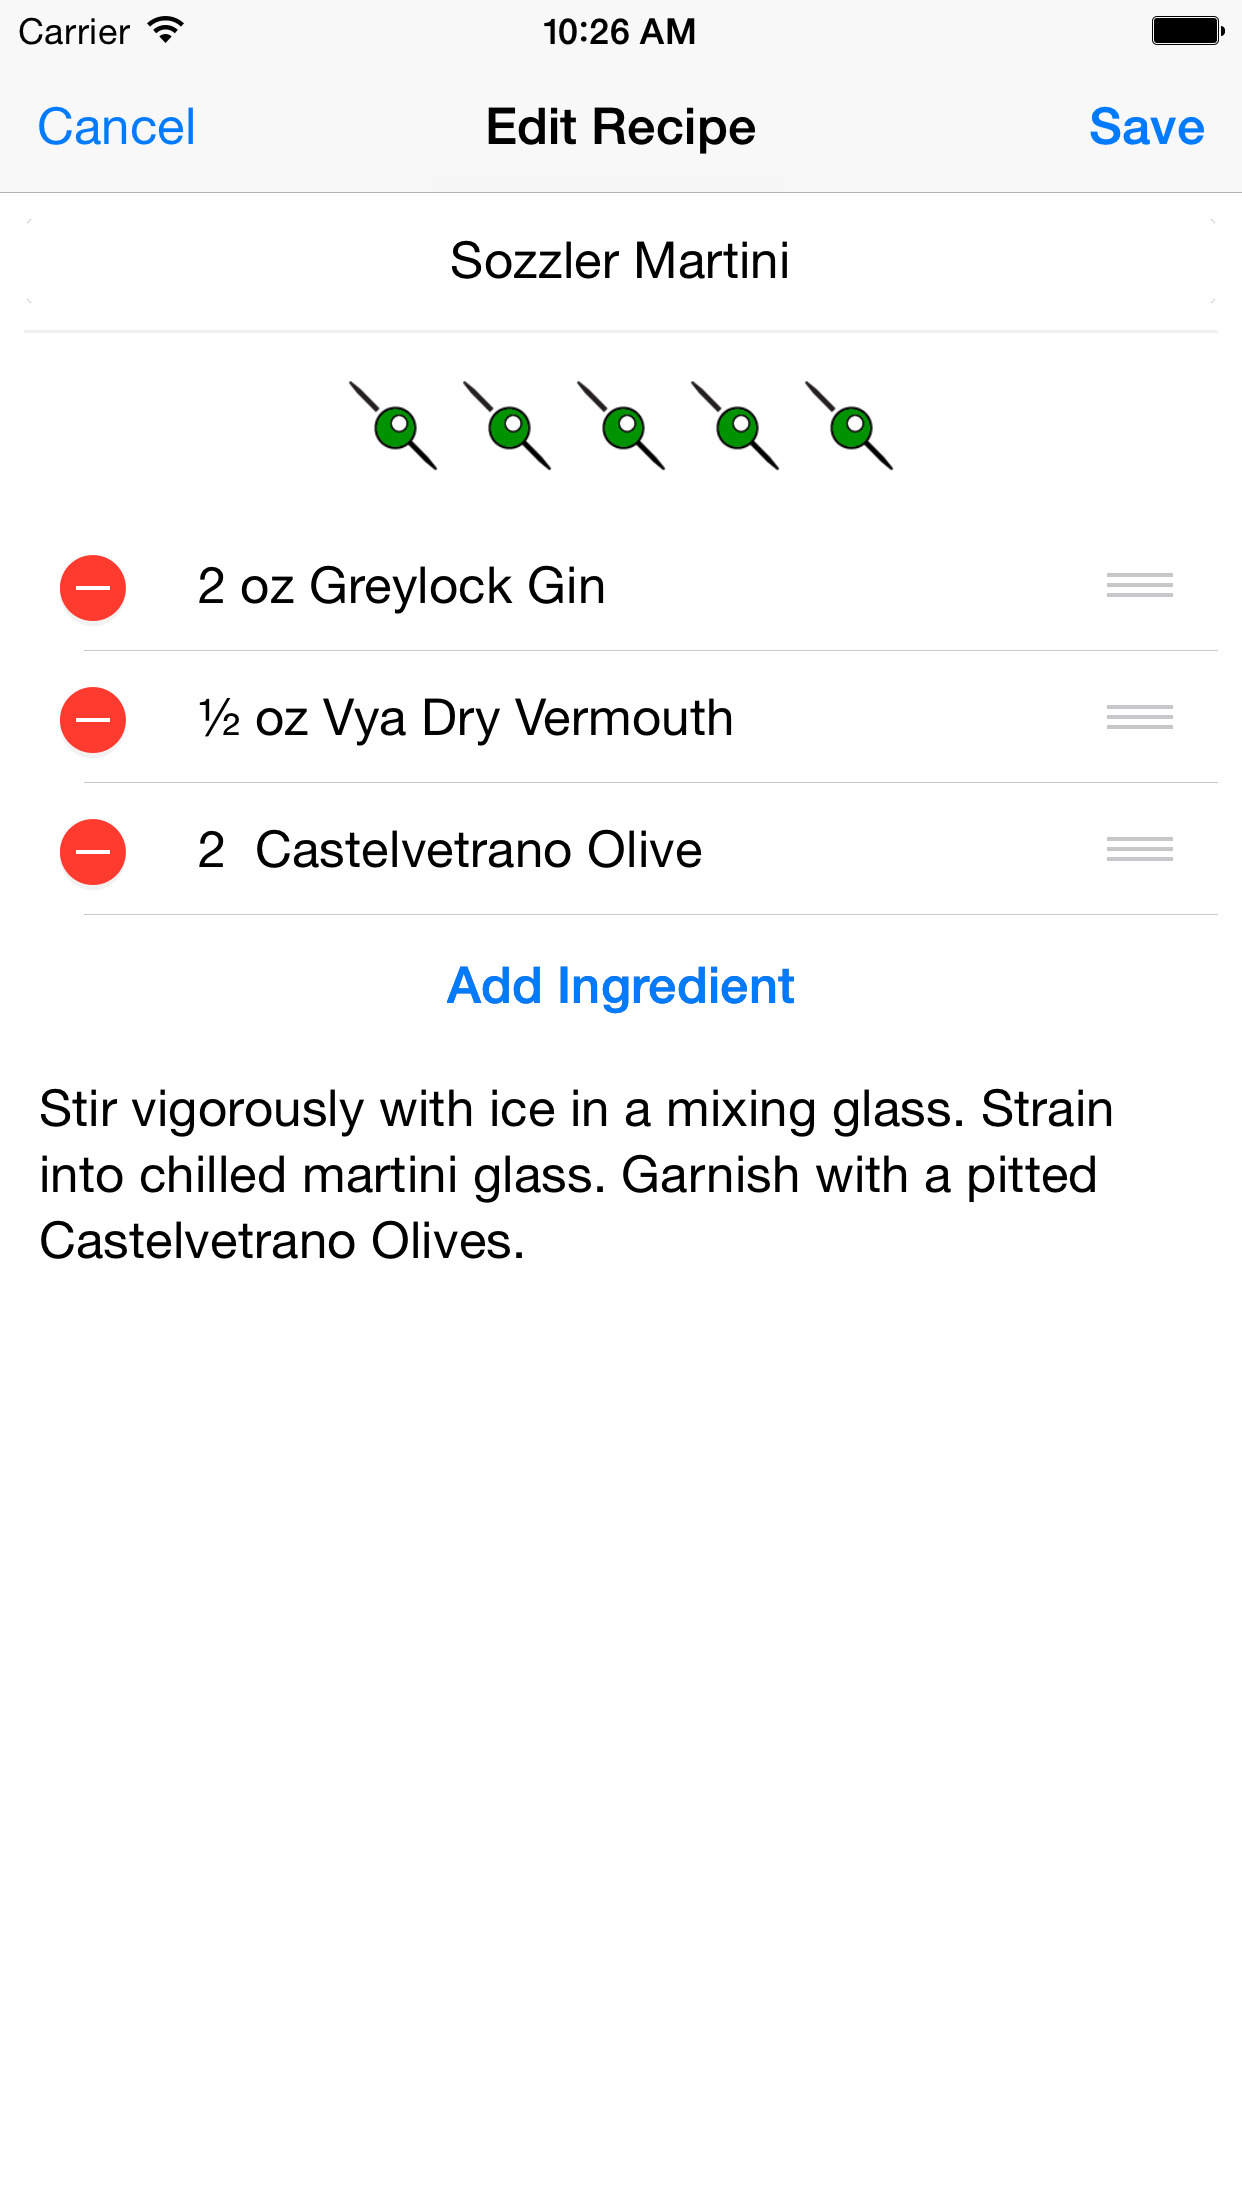 Carrier 10:26 AM
Cancel Edit Recipe Save
Sozzler Martini
2 oz Greylock Gin
½ oz Vya Dry Vermouth
2  Castelvetrano Olive
Add Ingredient
Stir vigorously with ice in a mixing glass. Strain
into chilled martini glass. Garnish with a pitted
Castelvetrano Olives.